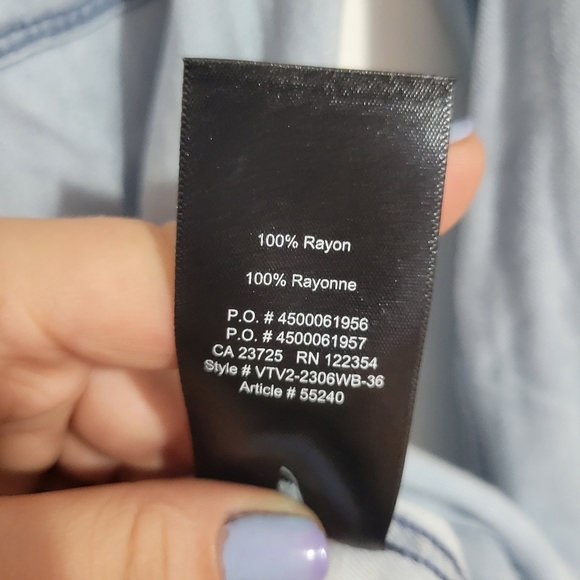 100% Rayon
100% Rayonne
P.O. # 4500061956
P.O. # 4500061957
CA 23725 RN 122354
Style # VTV2-2306WB-36
Article # 55240